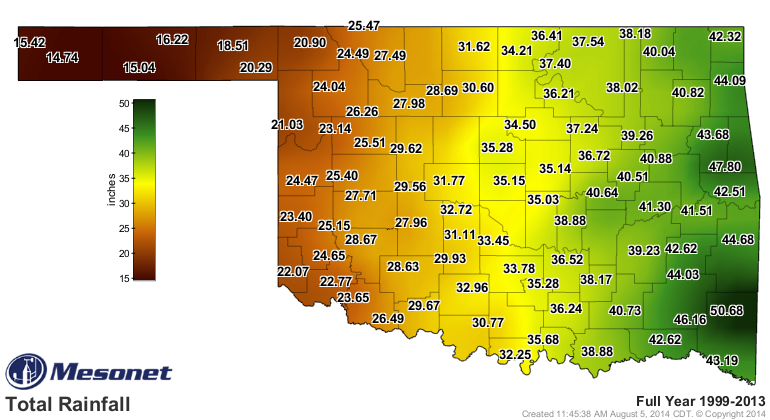 25.47
15.42 14.74 16.22 15.04 18.51 20.29 20.90
24.49 27.49 31.62 34.21 36.41 37.54 38.18 40.04 42.32
37.40
24.04 28.69 30.60 36.21 38.02 40.82 44.09
26.26 27.98
21.03 23.14 34.50 37.24 39.26 43.68
25.51 29.62 35.28 36.72 40.88
24.47 25.40 29.56 31.77 35.15 35.14 40.51 47.80
27.71 35.03 40.64 42.51
23.40 25.15 27.96 32.72 38.88 41.30 41.51
28.67 31.11 33.45 39.23 42.62 44.68
24.65 28.63 29.93 33.78 36.52 44.03
22.07 22.77 35.28 38.17
23.65 29.67 32.96 36.24 40.73 46.16 50.68
26.49 30.77 35.68 42.62
32.25 38.88 43.19
inches
50
45
40
35
30
25
20
15
Mesonet
Total Rainfall
Full Year 1999-2013
Created 11:45:38 AM August 5, 2014 CDT. © Copyright 2014